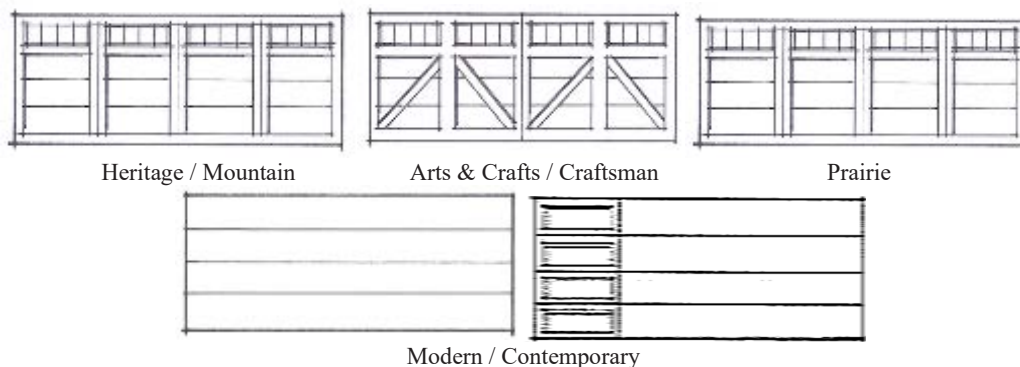 Heritage / Mountain
Arts & Crafts / Craftsman
Prairie
Modern / Contemporary